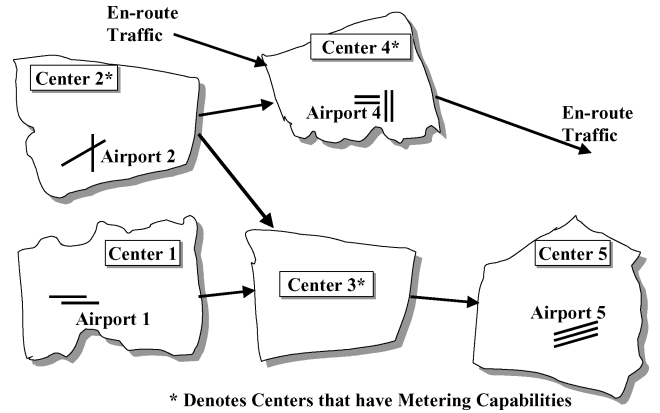 En-route
Traffic
Center 4*
Center 2*
Airport 4
En-route
Traffic
Airport 2
Center 1
Center 5
Center 3*
Airport 5
Airport 1
* Denotes Centers that have Metering Capabilities